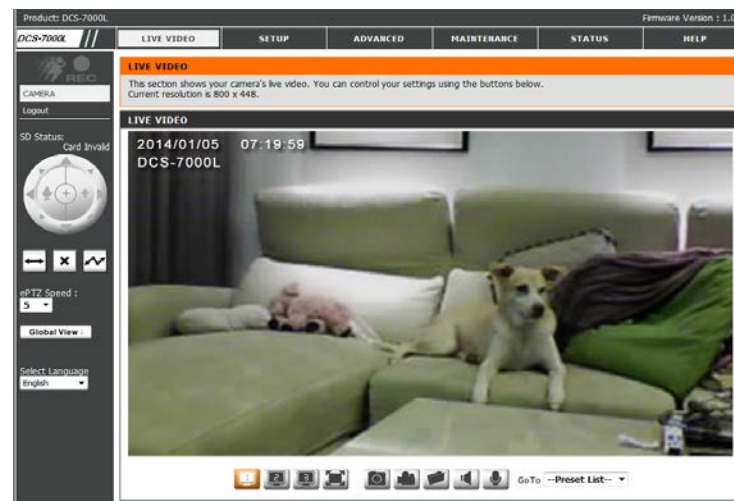 Product: DCS-7000L
Firmware Version : 1.0
DCS-7000L
LIVE VIDEO
SETUP
ADVANCED
MAINTENANCE
STATUS
HELP
REC
CAMERA
Logout
SD Status:
Card Invalid
ePTZ Speed :
5
Global View :
Select Language
English
LIVE VIDEO
This section shows your camera's live video. You can control your settings using the buttons below.
Current resolution is 800 x 448.
LIVE VIDEO
2014/01/05 07:19:59
DCS-7000L
1 2 3
GoTo --Preset List--